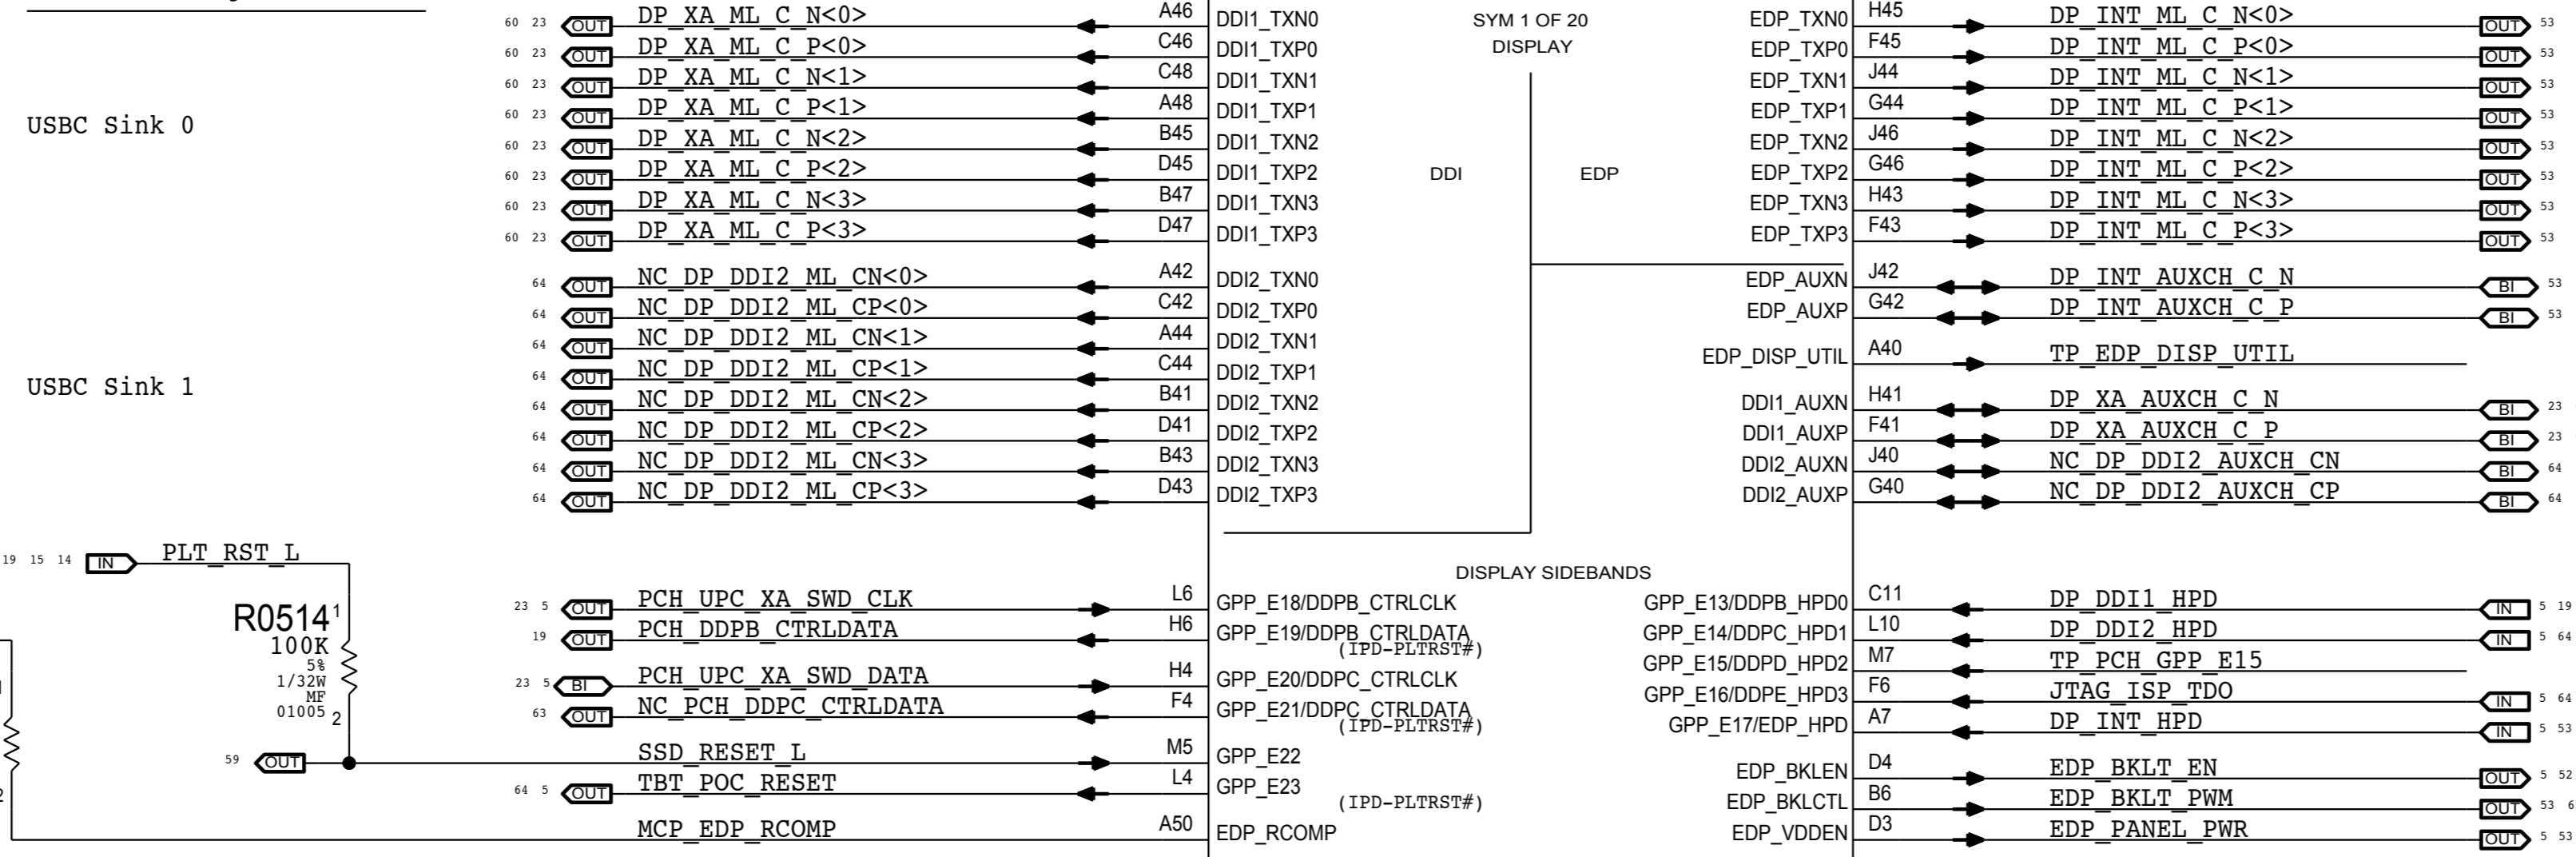 60 23 OUT DP_XA_ML_C_N<0> A46 DDI1_TXN0 SYM 1 OF 20 EDP_TXN0 H45 DP_INT_ML_C_N<0> OUT 53
60 23 OUT DP_XA_ML_C_P<0> C46 DDI1_TXP0 DISPLAY EDP_TXP0 F45 DP_INT_ML_C_P<0> OUT 53
60 23 OUT DP_XA_ML_C_N<1> C48 DDI1_TXN1 EDP_TXN1 J44 DP_INT_ML_C_N<1> OUT 53
60 23 OUT DP_XA_ML_C_P<1> A48 DDI1_TXP1 EDP_TXP1 G44 DP_INT_ML_C_P<1> OUT 53
USBC Sink 0
60 23 OUT DP_XA_ML_C_N<2> B45 DDI1_TXN2 EDP_TXN2 J46 DP_INT_ML_C_N<2> OUT 53
60 23 OUT DP_XA_ML_C_P<2> D45 DDI1_TXP2 DDI EDP EDP_TXP2 G46 DP_INT_ML_C_P<2> OUT 53
60 23 OUT DP_XA_ML_C_N<3> B47 DDI1_TXN3 EDP_TXN3 H43 DP_INT_ML_C_N<3> OUT 53
60 23 OUT DP_XA_ML_C_P<3> D47 DDI1_TXP3 EDP_TXP3 F43 DP_INT_ML_C_P<3> OUT 53
64 OUT NC_DP_DDI2_ML_CN<0> A42 DDI2_TXN0 EDP_AUXN J42 DP_INT_AUXCH_C_N BI 53
64 OUT NC_DP_DDI2_ML_CP<0> C42 DDI2_TXP0 EDP_AUXP G42 DP_INT_AUXCH_C_P BI 53
64 OUT NC_DP_DDI2_ML_CN<1> A44 DDI2_TXN1 EDP_DISP_UTIL A40 TP_EDP_DISP_UTIL
64 OUT NC_DP_DDI2_ML_CP<1> C44 DDI2_TXP1
USBC Sink 1
64 OUT NC_DP_DDI2_ML_CN<2> B41 DDI2_TXN2 DDI1_AUXN H41 DP_XA_AUXCH_C_N BI 23
64 OUT NC_DP_DDI2_ML_CP<2> D41 DDI2_TXP2 DDI1_AUXP F41 DP_XA_AUXCH_C_P BI 23
64 OUT NC_DP_DDI2_ML_CN<3> B43 DDI2_TXN3 DDI2_AUXN J40 NC_DP_DDI2_AUXCH_CN BI 64
64 OUT NC_DP_DDI2_ML_CP<3> D43 DDI2_TXP3 DDI2_AUXP G40 NC_DP_DDI2_AUXCH_CP BI 64
19 15 14 IN PLT_RST_L
DISPLAY SIDEBANDS
R0514 1
100K
5%
1/32W
MF
01005 2
23 5 OUT PCH_UPC_XA_SWD_CLK L6 GPP_E18/DDPB_CTRLCLK GPP_E13/DDPB_HPD0 C11 DP_DDI1_HPD IN 5 19
19 OUT PCH_DDPB_CTRLDATA H6 GPP_E19/DDPB_CTRLDATA GPP_E14/DDPC_HPD1 L10 DP_DDI2_HPD IN 5 64
(IPD-PLTRST#)
GPP_E15/DDPD_HPD2 M7 TP_PCH_GPP_E15
23 5 BI PCH_UPC_XA_SWD_DATA H4 GPP_E20/DDPC_CTRLCLK GPP_E16/DDPE_HPD3 F6 JTAG_ISP_TDO IN 5 64
63 OUT NC_PCH_DDPC_CTRLDATA F4 GPP_E21/DDPC_CTRLDATA GPP_E17/EDP_HPD A7 DP_INT_HPD IN 5 53
(IPD-PLTRST#)
59 OUT SSD_RESET_L M5 GPP_E22 EDP_BKLEN D4 EDP_BKLT_EN OUT 5 52
64 5 OUT TBT_POC_RESET L4 GPP_E23 EDP_BKLCTL B6 EDP_BKLT_PWM OUT 53 6
(IPD-PLTRST#)
MCP_EDP_RCOMP A50 EDP_RCOMP EDP_VDDEN D3 EDP_PANEL_PWR OUT 5 53